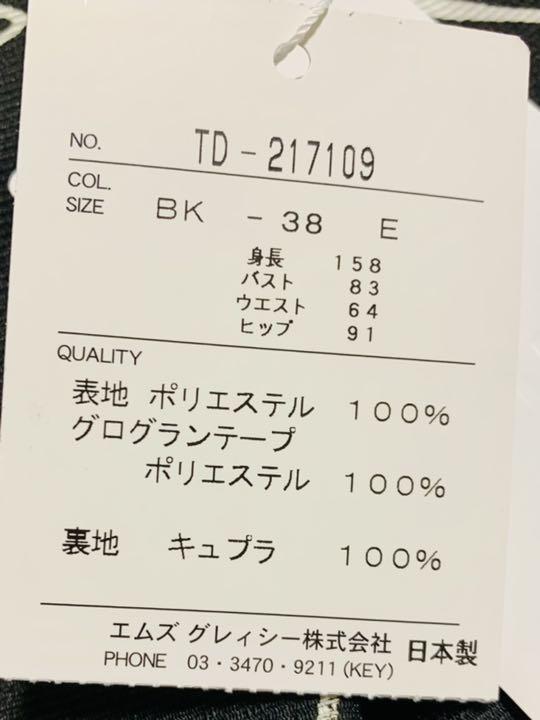 NO. TD-217109
COL.
SIZE BK -38 E
身長 158
バスト 83
ウエスト 64
ヒップ 91
QUALITY
表地 ポリエステル 100%
グログランテープ
ポリエステル 100%
裏地 キュプラ 100%
エムズ グレィシー株式会社 日本製
PHONE 03・3470・9211(KEY)